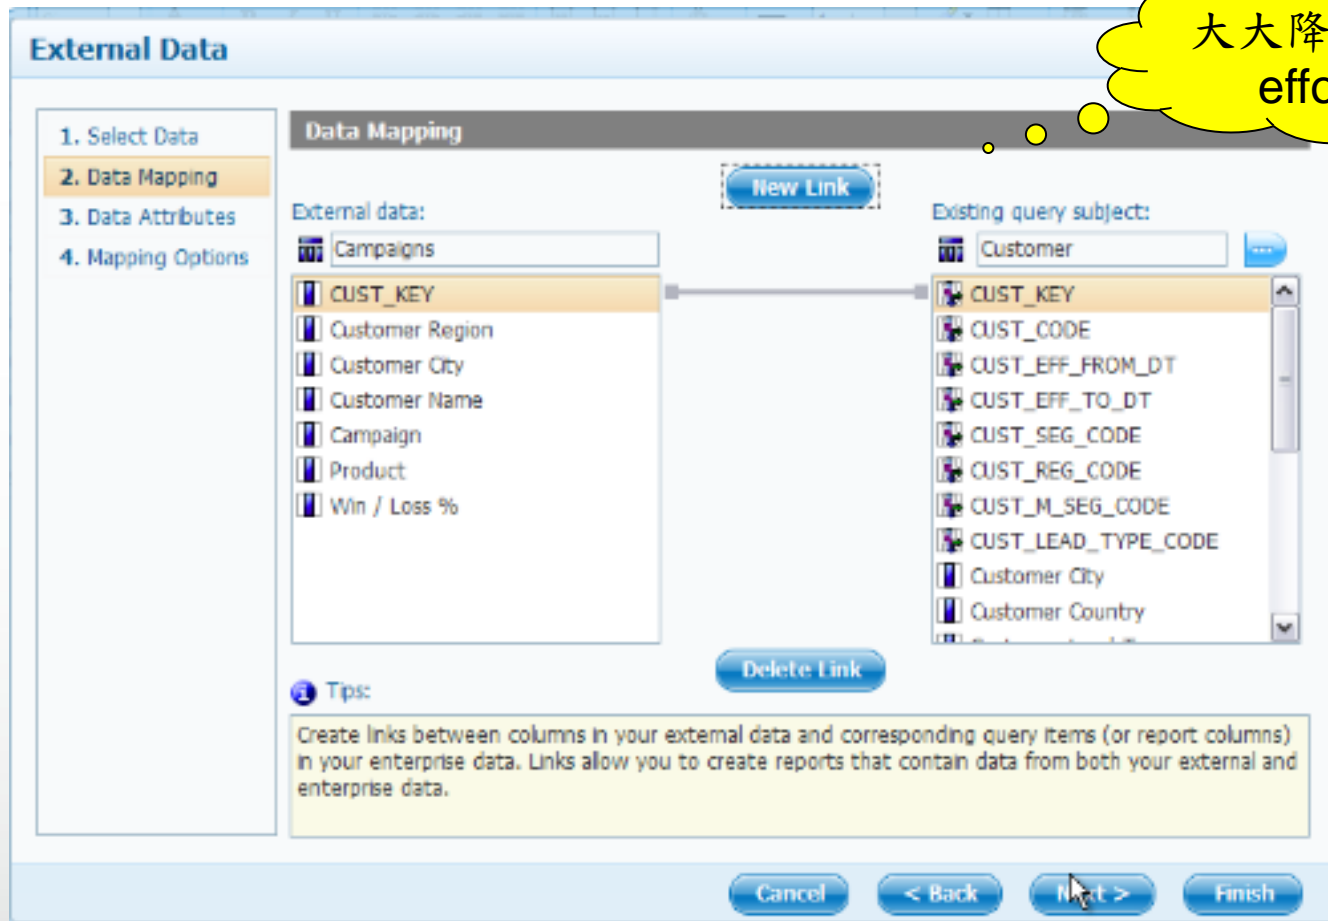 大大降
effo
External Data
1. Select Data
2. Data Mapping
3. Data Attributes
4. Mapping Options
Data Mapping
New Link
External data:
Campaigns
CUST_KEY
Customer Region
Customer City
Customer Name
Campaign
Product
Win / Loss %
Existing query subject:
Customer
...
CUST_KEY
CUST_CODE
CUST_EFF_FROM_DT
CUST_EFF_TO_DT
CUST_SEG_CODE
CUST_REG_CODE
CUST_M_SEG_CODE
CUST_LEAD_TYPE_CODE
Customer City
Customer Country
Delete Link
Tips:
Create links between columns in your external data and corresponding query items (or report columns)
in your enterprise data. Links allow you to create reports that contain data from both your external and
enterprise data.
Cancel
< Back
Next >
Finish